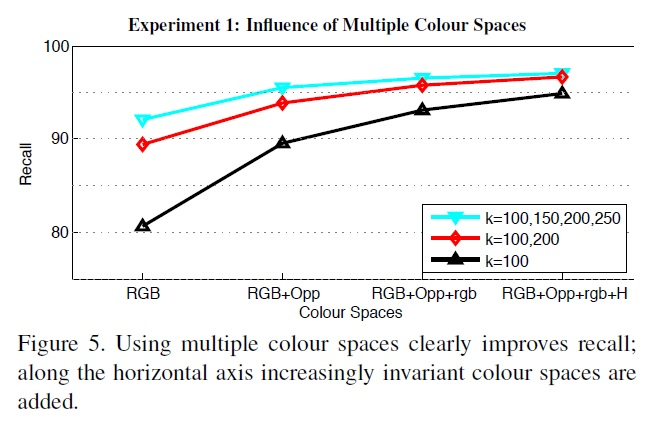 Experiment 1: Influence of Multiple Colour Spaces
100
90
80
Recall
k=100,150,200,250
k=100,200
k=100
RGB RGB+Opp RGB+Opp+rgb RGB+Opp+rgb+H
Colour Spaces
Figure 5. Using multiple colour spaces clearly improves recall;
along the horizontal axis increasingly invariant colour spaces are
added.